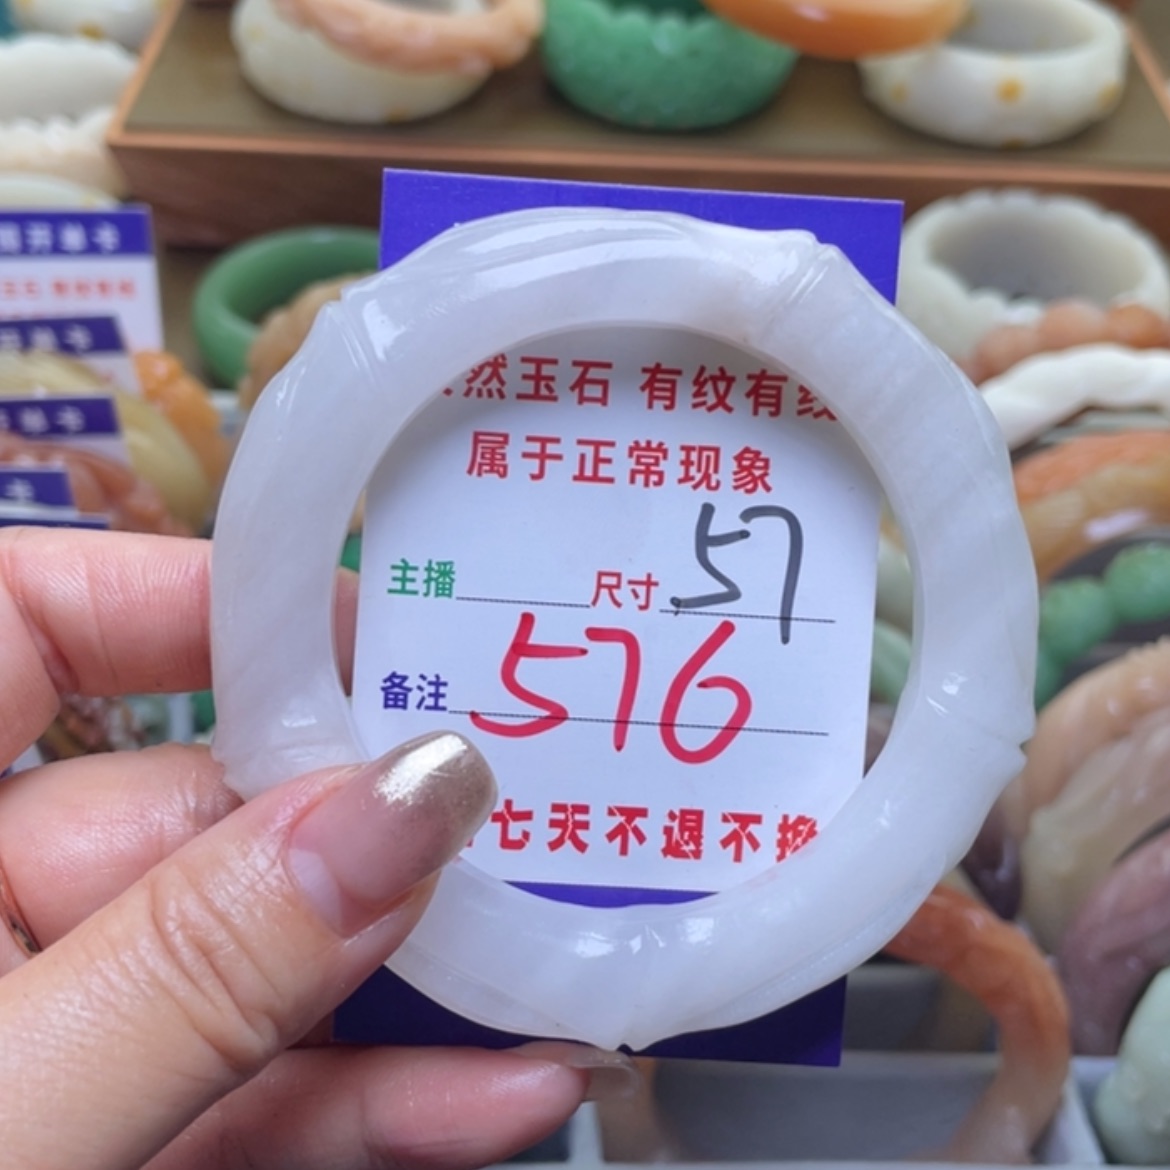 然玉石 有纹有
属于正常现象
主播 尺寸 57
备注 576
七天不退不换